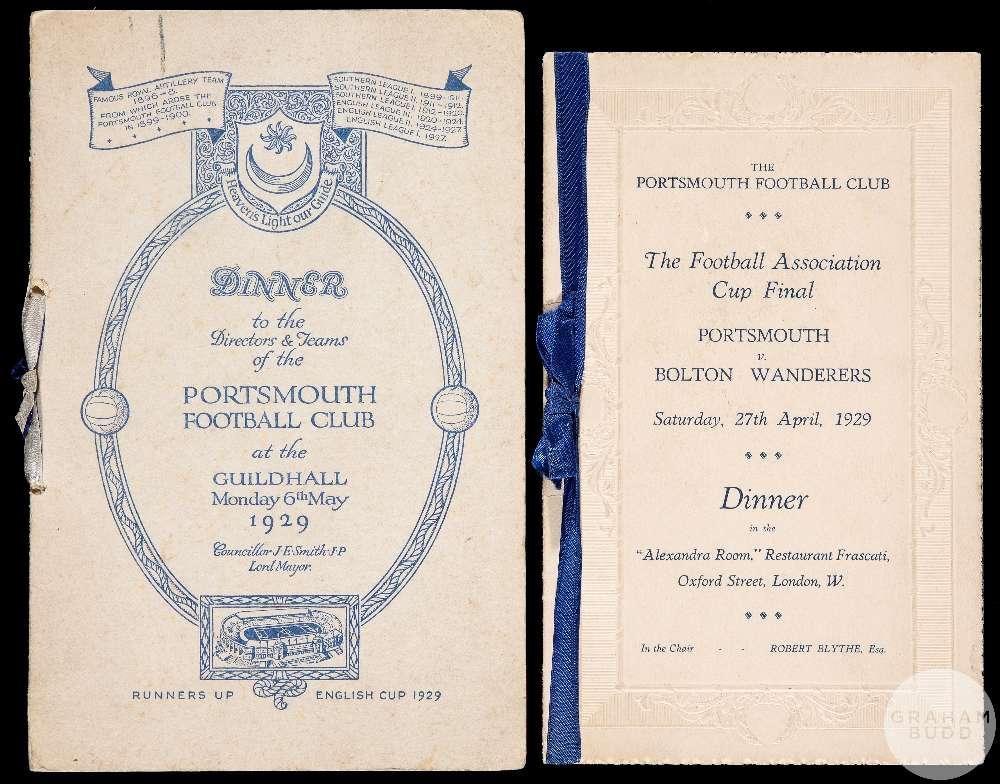 FAMOUS ROYAL ARTILLERY TEAM
1896-8.
FROM WHICH AROSE THE
PORTSMOUTH FOOTBALL CLUB
IN 1899-1900.
SOUTHERN LEAGUE I. 1899-1911.
SOUTHERN LEAGUE II. 1911-1912.
SOUTHERN LEAGUE I. 1912-1920.
ENGLISH LEAGUE III. 1920-1924.
ENGLISH LEAGUE II. 1924-1927.
ENGLISH LEAGUE I. 1927.
Heaven's Light our Guide
DINNER
to the
Directors & Teams
of the
PORTSMOUTH
FOOTBALL CLUB
at the
GUILDHALL
Monday 6th May
1929
Councillor J.E. Smith J.P
Lord Mayor.
RUNNERS UP ENGLISH CUP 1929
THE
PORTSMOUTH FOOTBALL CLUB
The Football Association
Cup Final
PORTSMOUTH
v.
BOLTON WANDERERS
Saturday, 27th April, 1929
Dinner
in the
"Alexandra Room," Restaurant Frascati,
Oxford Street, London, W.
In the Chair - - ROBERT BLYTHE, Esq.
GRAHAM
BUDD